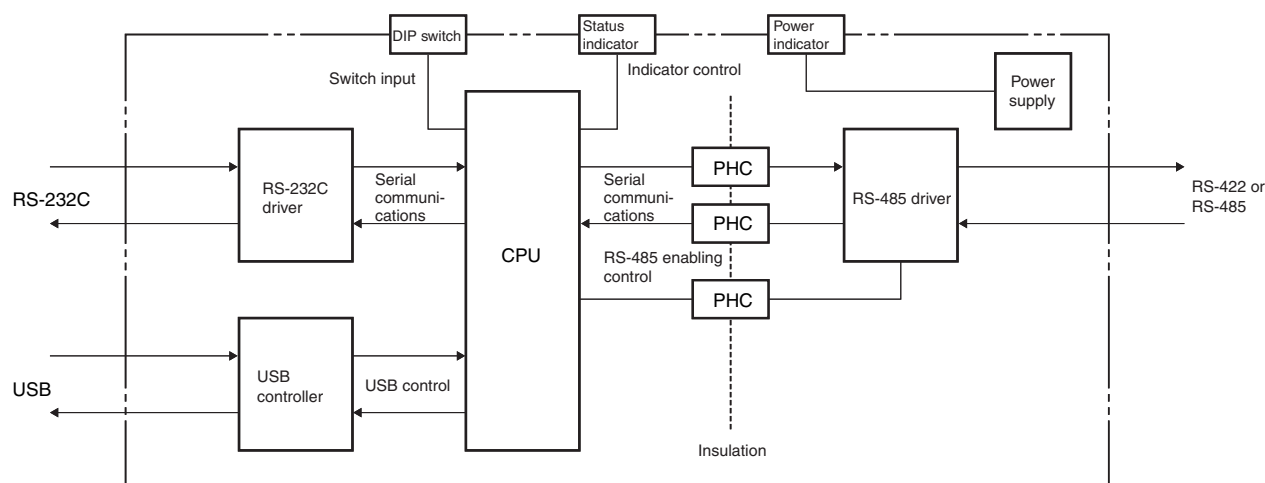 DIP switch
Status
indicator
Power
indicator
Switch input
Indicator control
Power
supply
RS-232C
RS-232C
driver
Serial
communi-
cations
CPU
Serial
communi-
cations
PHC
PHC
RS-485 driver
RS-422 or
RS-485
RS-485 enabling
control
PHC
USB
USB
controller
USB control
Insulation